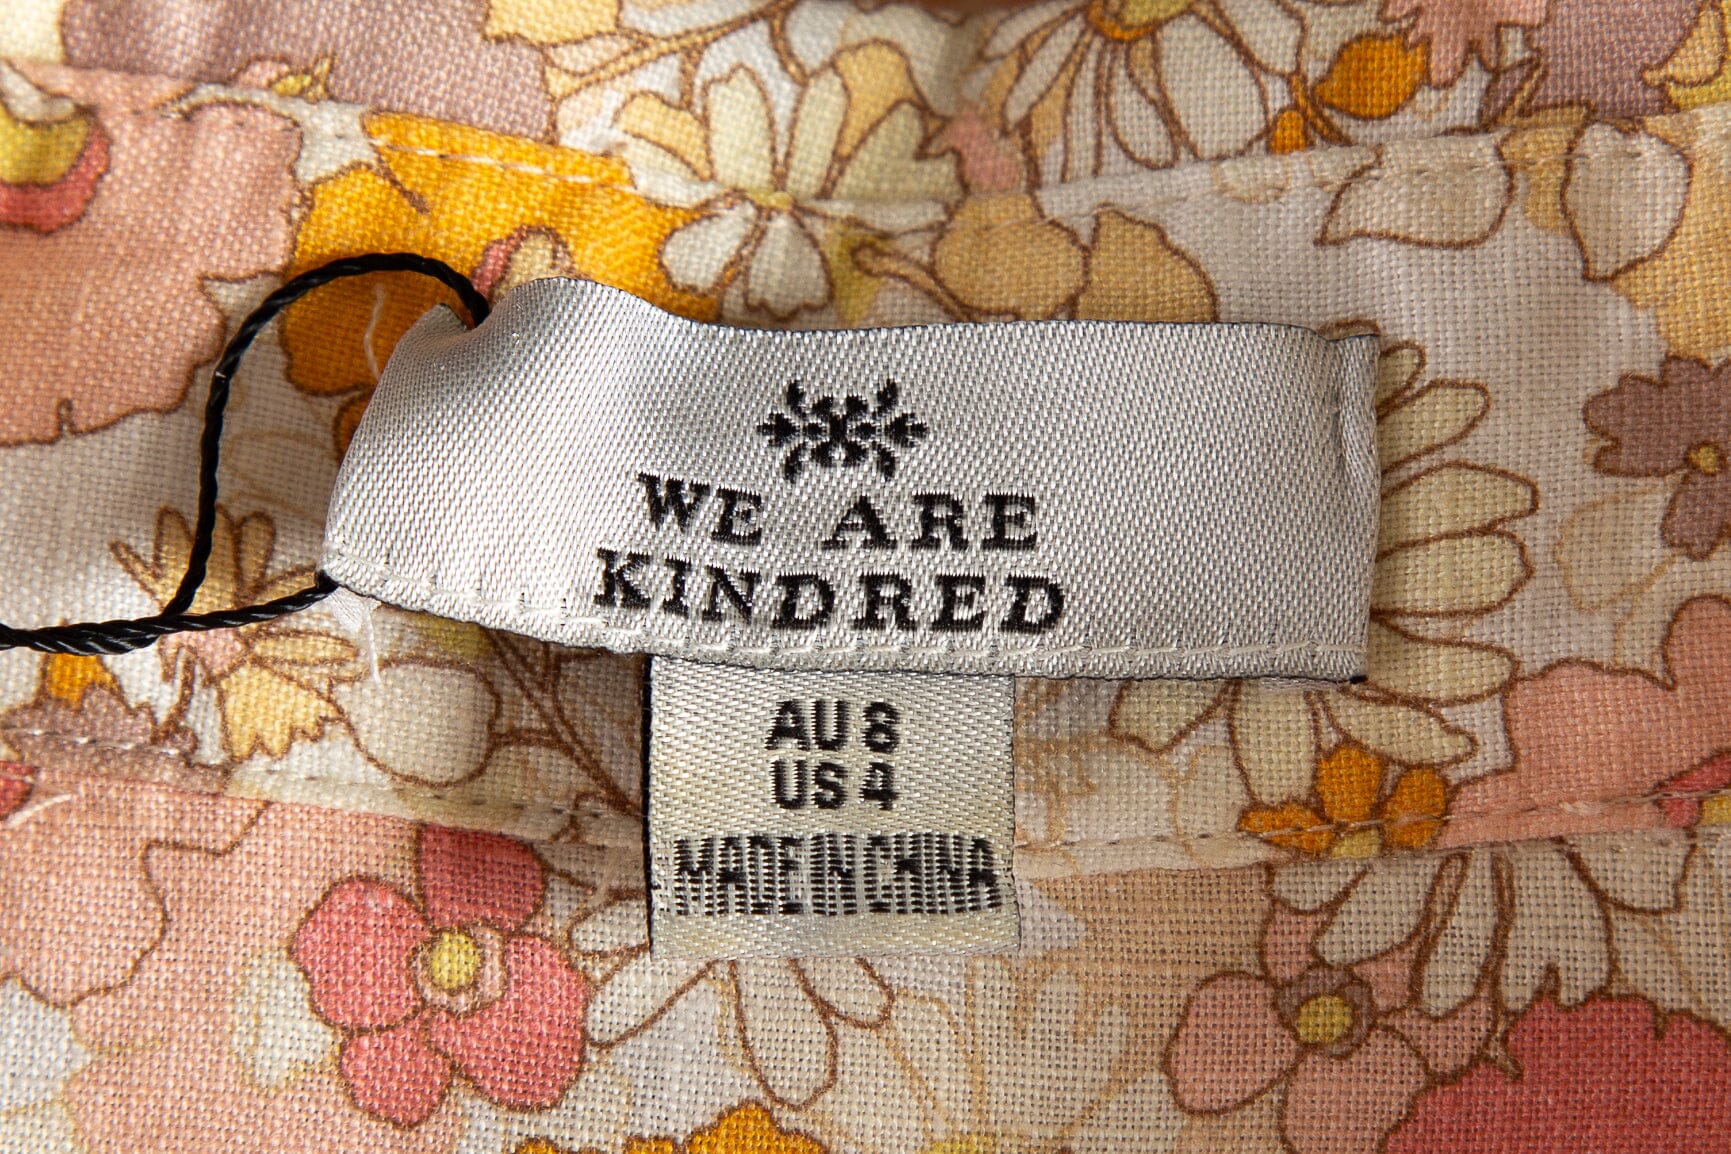 WE ARE
KINDRED
AU 8
US 4
MADE IN CHINA